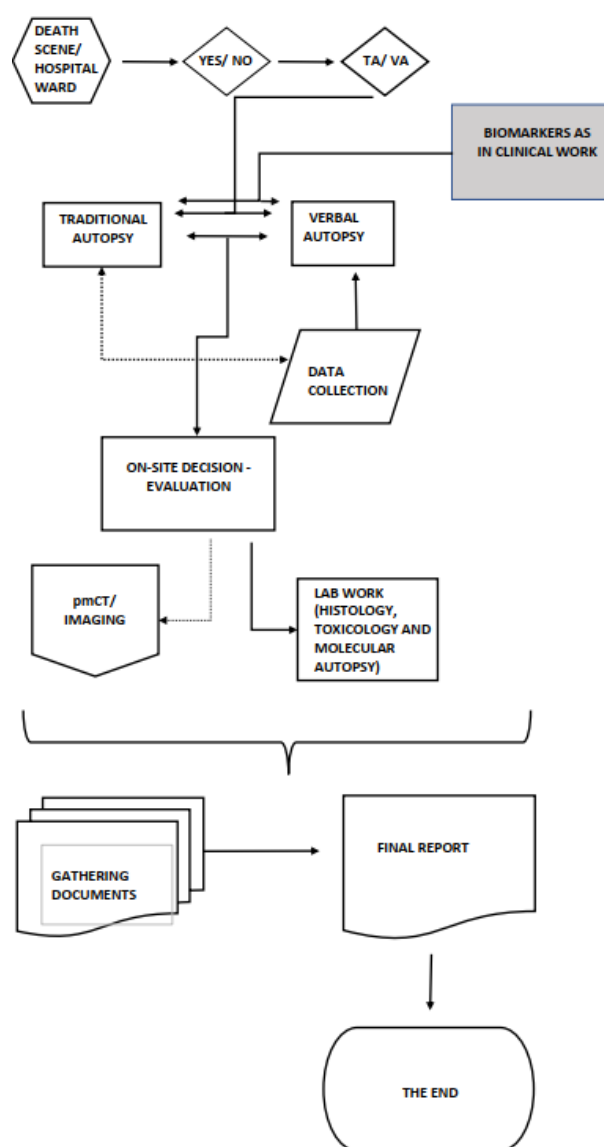 DEATH
SCENE/
HOSPITAL
WARD
YES/ NO
TA/ VA
BIOMARKERS AS
IN CLINICAL WORK
TRADITIONAL
AUTOPSY
VERBAL
AUTOPSY
DATA
COLLECTION
ON-SITE DECISION -
EVALUATION
pmCT/
IMAGING
LAB WORK
(HISTOLOGY,
TOXICOLOGY AND
MOLECULAR
AUTOPSY)
GATHERING
DOCUMENTS
FINAL REPORT
THE END